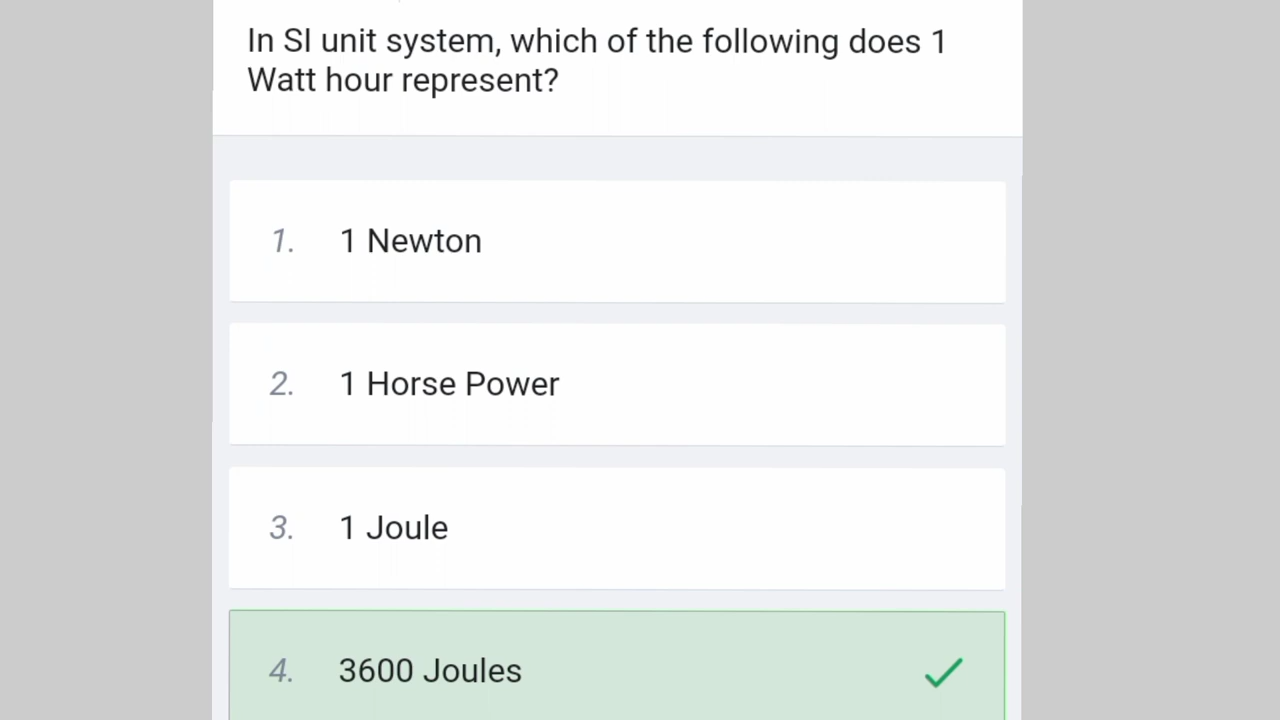 In SI unit system, which of the following does 1
Watt hour represent?
1. 1 Newton
2. 1 Horse Power
3. 1 Joule
4. 3600 Joules